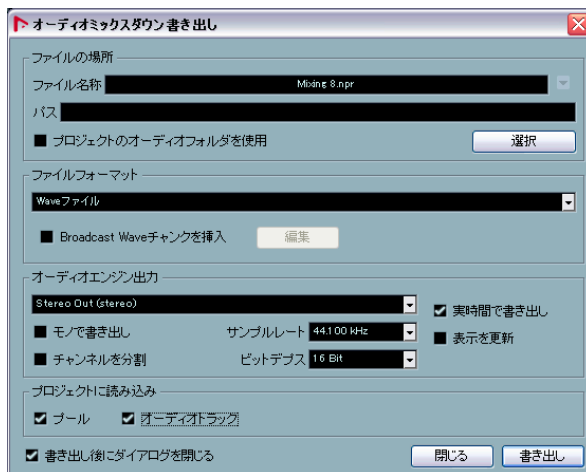 オーディオミックスダウン書き出し
ファイルの場所
ファイル名称 Mixing 8.npr
パス
プロジェクトのオーディオフォルダを使用 選択
ファイルフォーマット
Waveファイル
Broadcast Waveチャンクを挿入 編集
オーディオエンジン出力
Stereo Out (stereo) 実時間で書き出し
モノで書き出し サンプルレート 44.100 kHz 表示を更新
チャンネルを分割 ビットデプス 16 Bit
プロジェクトに読み込み
プール オーディオトラック
書き出し後にダイアログを閉じる 閉じる 書き出し